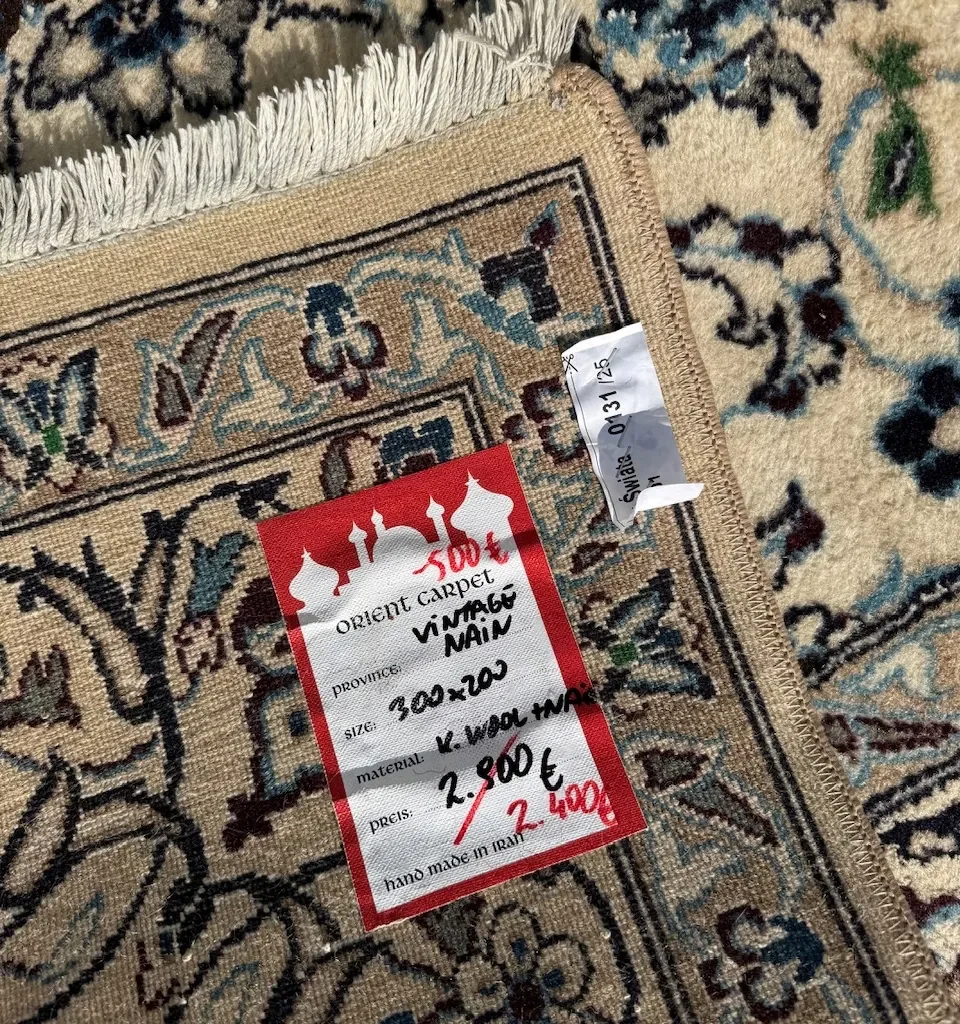 -500 €
ORIENT CARPET
VINTAGE
NAIN
PROVINCE:
SIZE: 300x200
MATERIAL: K. WOOL
PREIS: 2.900 €
2.400€
hand made in Iran
Świata 0131/25